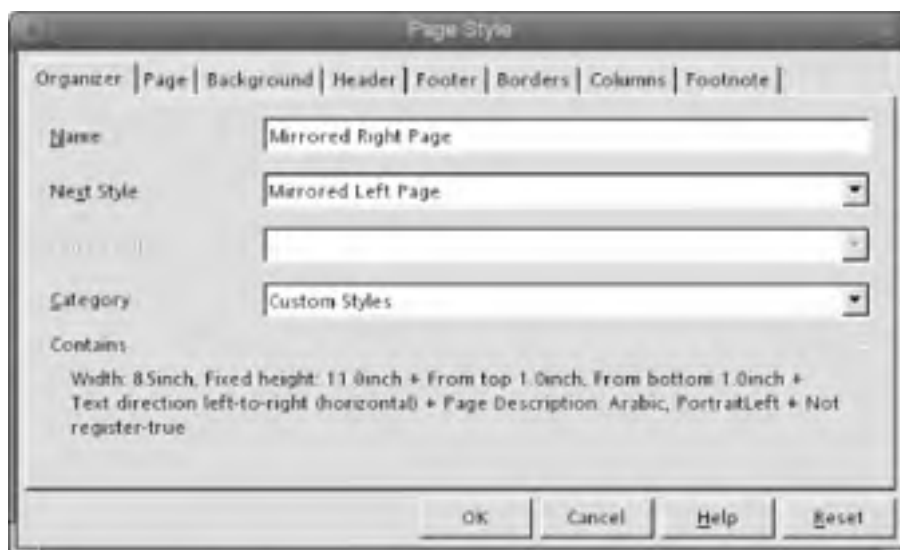 Page Style
Organizer Page Background Header Footer Borders Columns Footnote
Name Mirrored Right Page
Next Style Mirrored Left Page
Category Custom Styles
Contains
Width: 8.5inch, Fixed height: 11.0inch + From top 1.0inch, From bottom 1.0inch +
Text direction left-to-right (horizontal) + Page Description: Arabic, PortraitLeft + Not
register-true
OK Cancel Help Reset